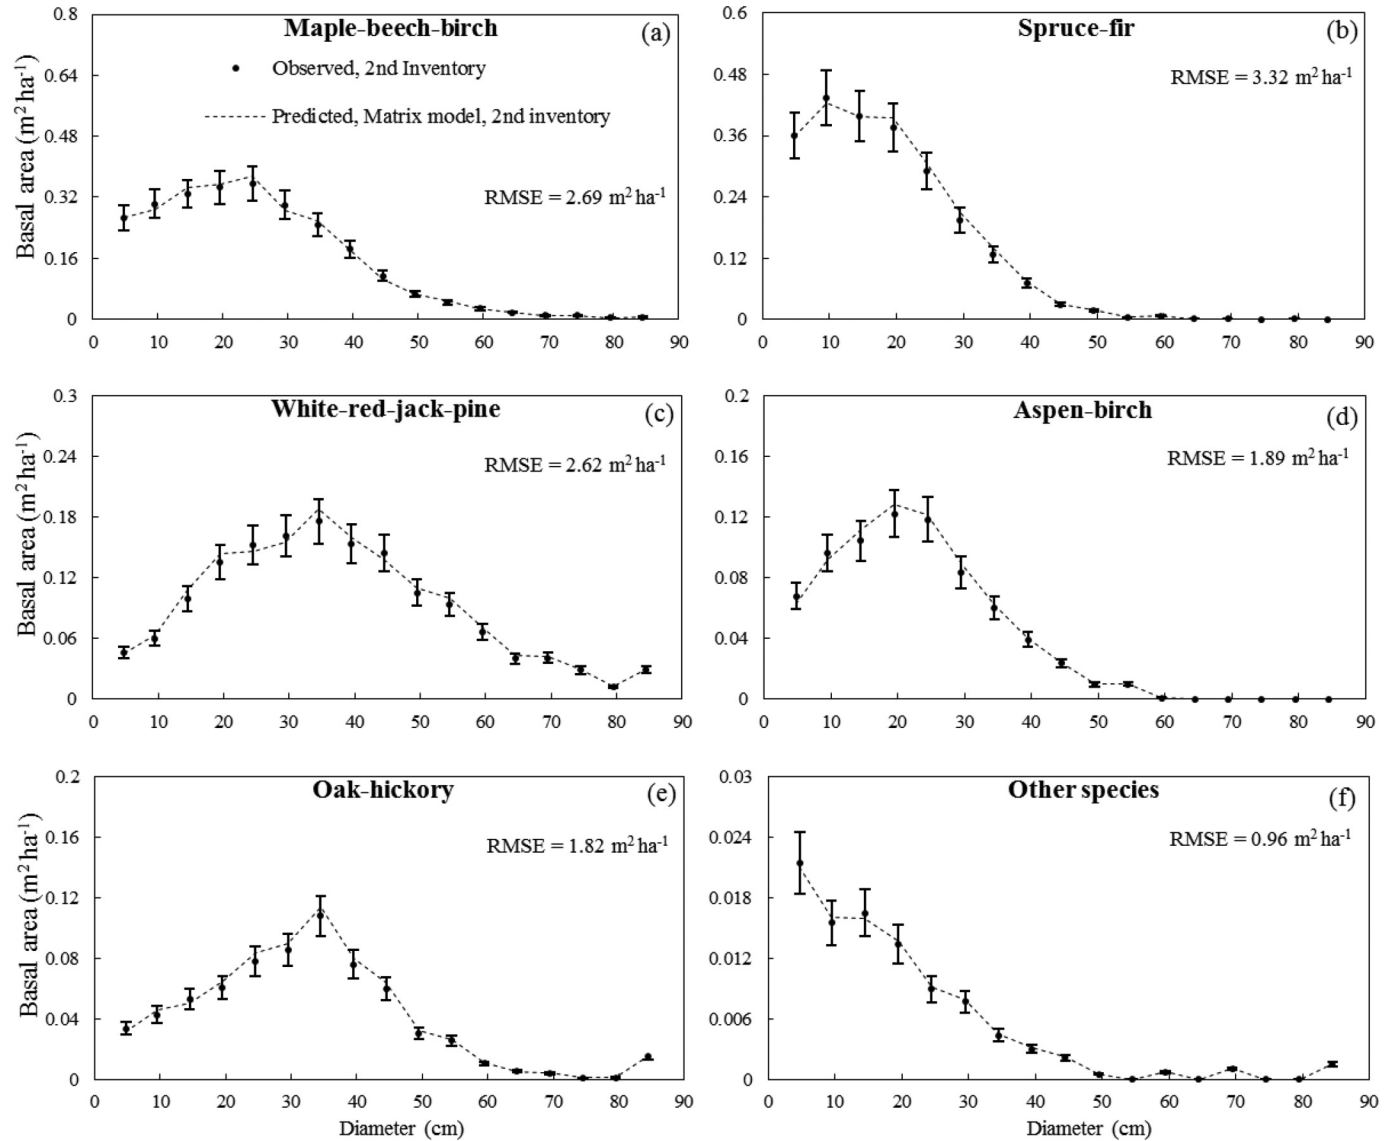 Maple-beech-birch
(a)
Observed, 2nd Inventory
Predicted, Matrix model, 2nd inventory
RMSE = 2.69 m² ha⁻¹
Basal area (m² ha⁻¹)
0.8
0.64
0.48
0.32
0.16
0
0 10 20 30 40 50 60 70 80 90
Spruce-fir
(b)
RMSE = 3.32 m² ha⁻¹
0.6
0.48
0.36
0.24
0.12
0
0 10 20 30 40 50 60 70 80 90
White-red-jack-pine
(c)
RMSE = 2.62 m² ha⁻¹
Basal area (m² ha⁻¹)
0.3
0.24
0.18
0.12
0.06
0
0 10 20 30 40 50 60 70 80 90
Aspen-birch
(d)
RMSE = 1.89 m² ha⁻¹
0.2
0.16
0.12
0.08
0.04
0
0 10 20 30 40 50 60 70 80 90
Oak-hickory
(e)
RMSE = 1.82 m² ha⁻¹
Basal area (m² ha⁻¹)
0.2
0.16
0.12
0.08
0.04
0
0 10 20 30 40 50 60 70 80 90
Diameter (cm)
Other species
(f)
RMSE = 0.96 m² ha⁻¹
0.03
0.024
0.018
0.012
0.006
0
0 10 20 30 40 50 60 70 80 90
Diameter (cm)